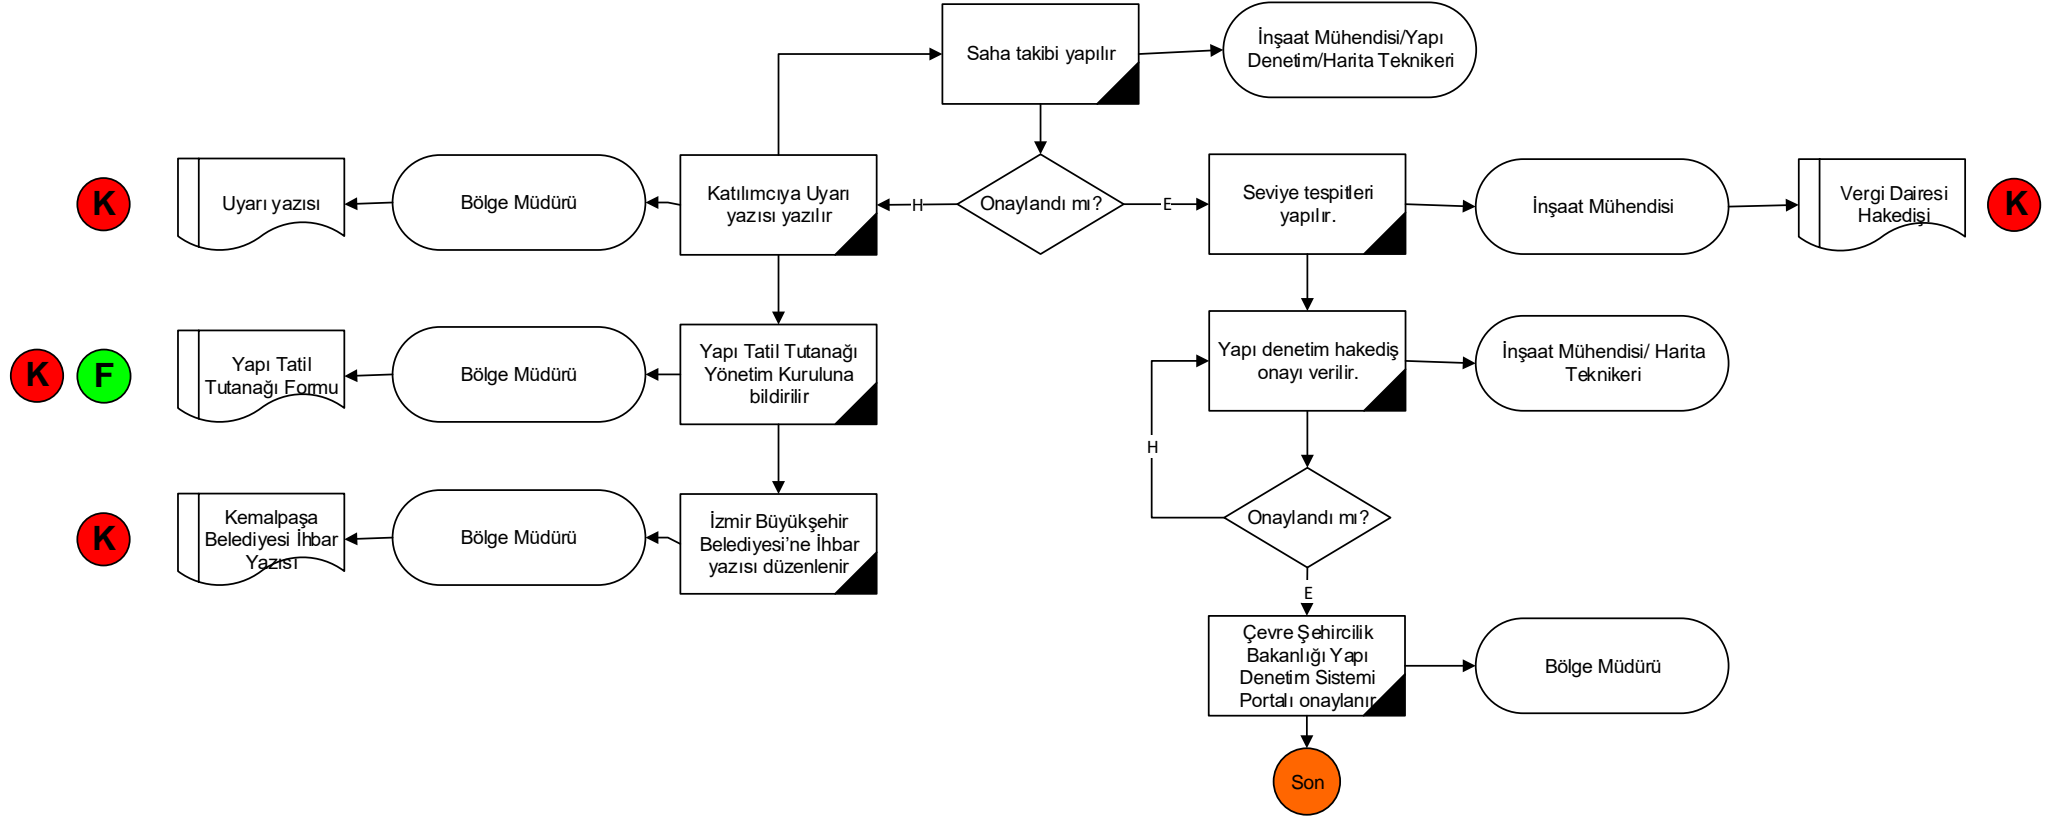 Saha takibi yapılır
İnşaat Mühendisi/Yapı
Denetim/Harita Teknikeri
K
Uyarı yazısı
Bölge Müdürü
Katılımcıya Uyarı
yazısı yazılır
H
Onaylandı mı?
E
Seviye tespitleri
yapılır.
İnşaat Mühendisi
Vergi Dairesi
Hakedişi
K
K
F
Yapı Tatil
Tutanağı Formu
Bölge Müdürü
Yapı Tatil Tutanağı
Yönetim Kuruluna
bildirilir
Yapı denetim hakediş
onayı verilir.
İnşaat Mühendisi/ Harita
Teknikeri
H
K
Kemalpaşa
Belediyesi İhbar
Yazısı
Bölge Müdürü
İzmir Büyükşehir
Belediyesi’ne İhbar
yazısı düzenlenir
Onaylandı mı?
E
Çevre Şehircilik
Bakanlığı Yapı
Denetim Sistemi
Portalı onaylanır
Bölge Müdürü
Son